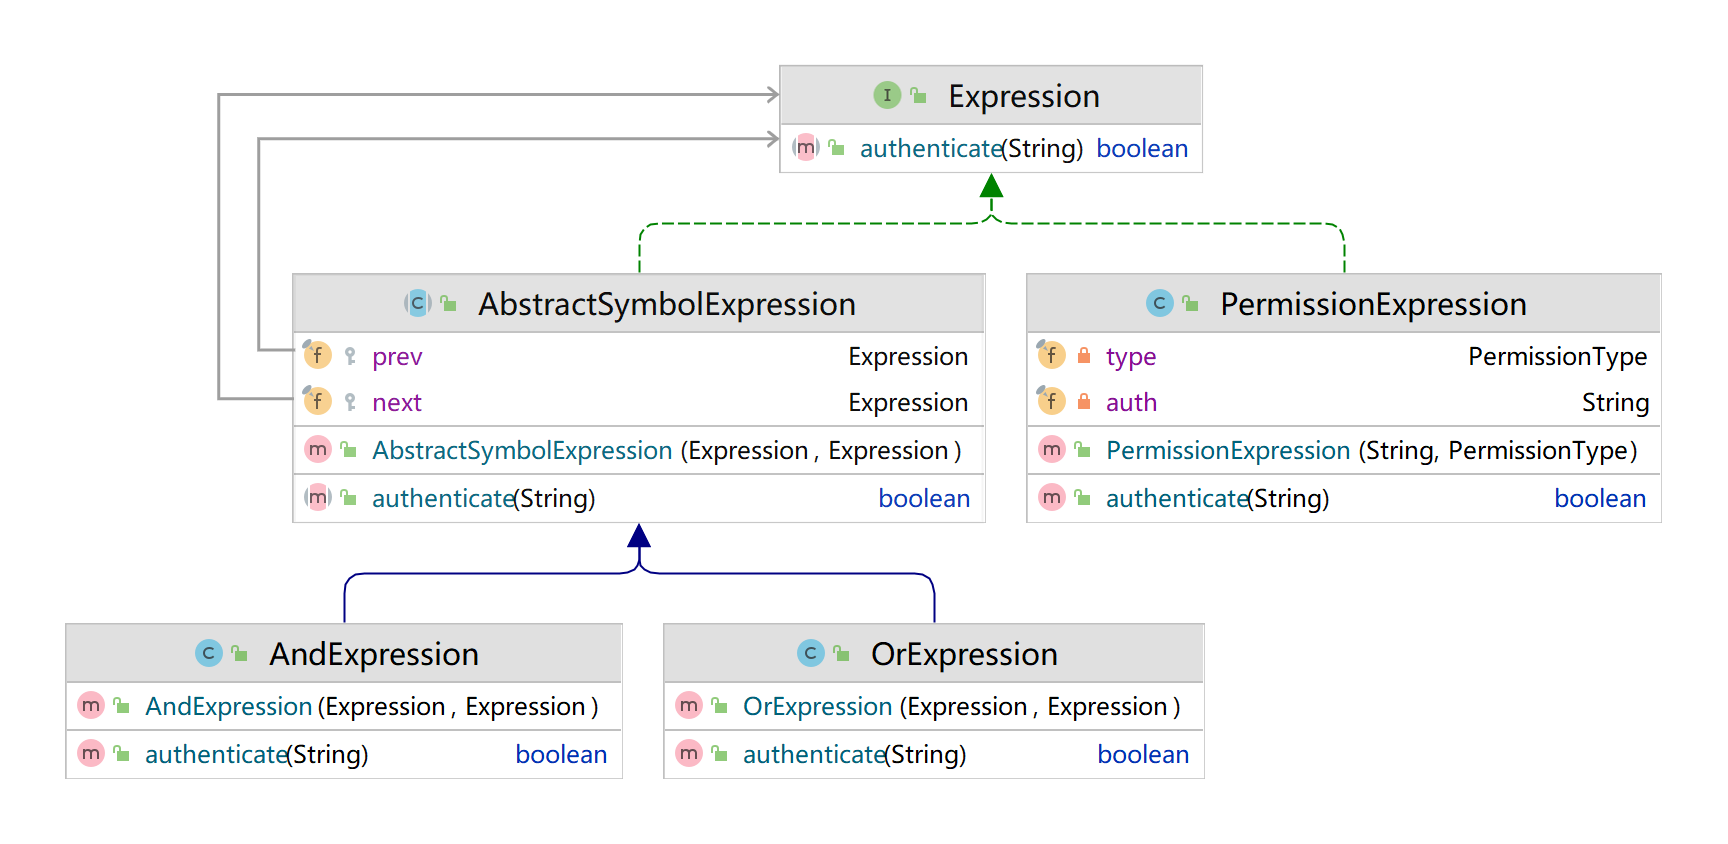 I Expression
m authenticate(String) boolean
C AbstractSymbolExpression
f prev Expression
f next Expression
m AbstractSymbolExpression (Expression , Expression )
m authenticate(String) boolean
C PermissionExpression
f type PermissionType
f auth String
m PermissionExpression (String, PermissionType)
m authenticate(String) boolean
C AndExpression
m AndExpression (Expression , Expression )
m authenticate(String) boolean
C OrExpression
m OrExpression (Expression , Expression )
m authenticate(String) boolean